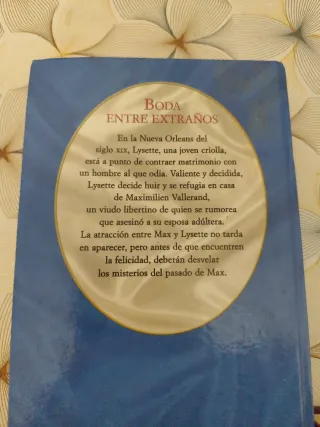 BODA
ENTRE EXTRAÑOS
En la Nueva Orleans del
siglo XIX, Lysette, una joven criolla,
está a punto de contraer matrimonio con
un hombre al que odia. Valiente y decidida,
Lysette decide huir y se refugia en casa
de Maximilien Vallerand,
un viudo libertino de quien se rumorea
que asesinó a su esposa adúltera.
La atracción entre Max y Lysette no tarda
en aparecer, pero antes de que encuentren
la felicidad, deberán desvelar
los misterios del pasado de Max.